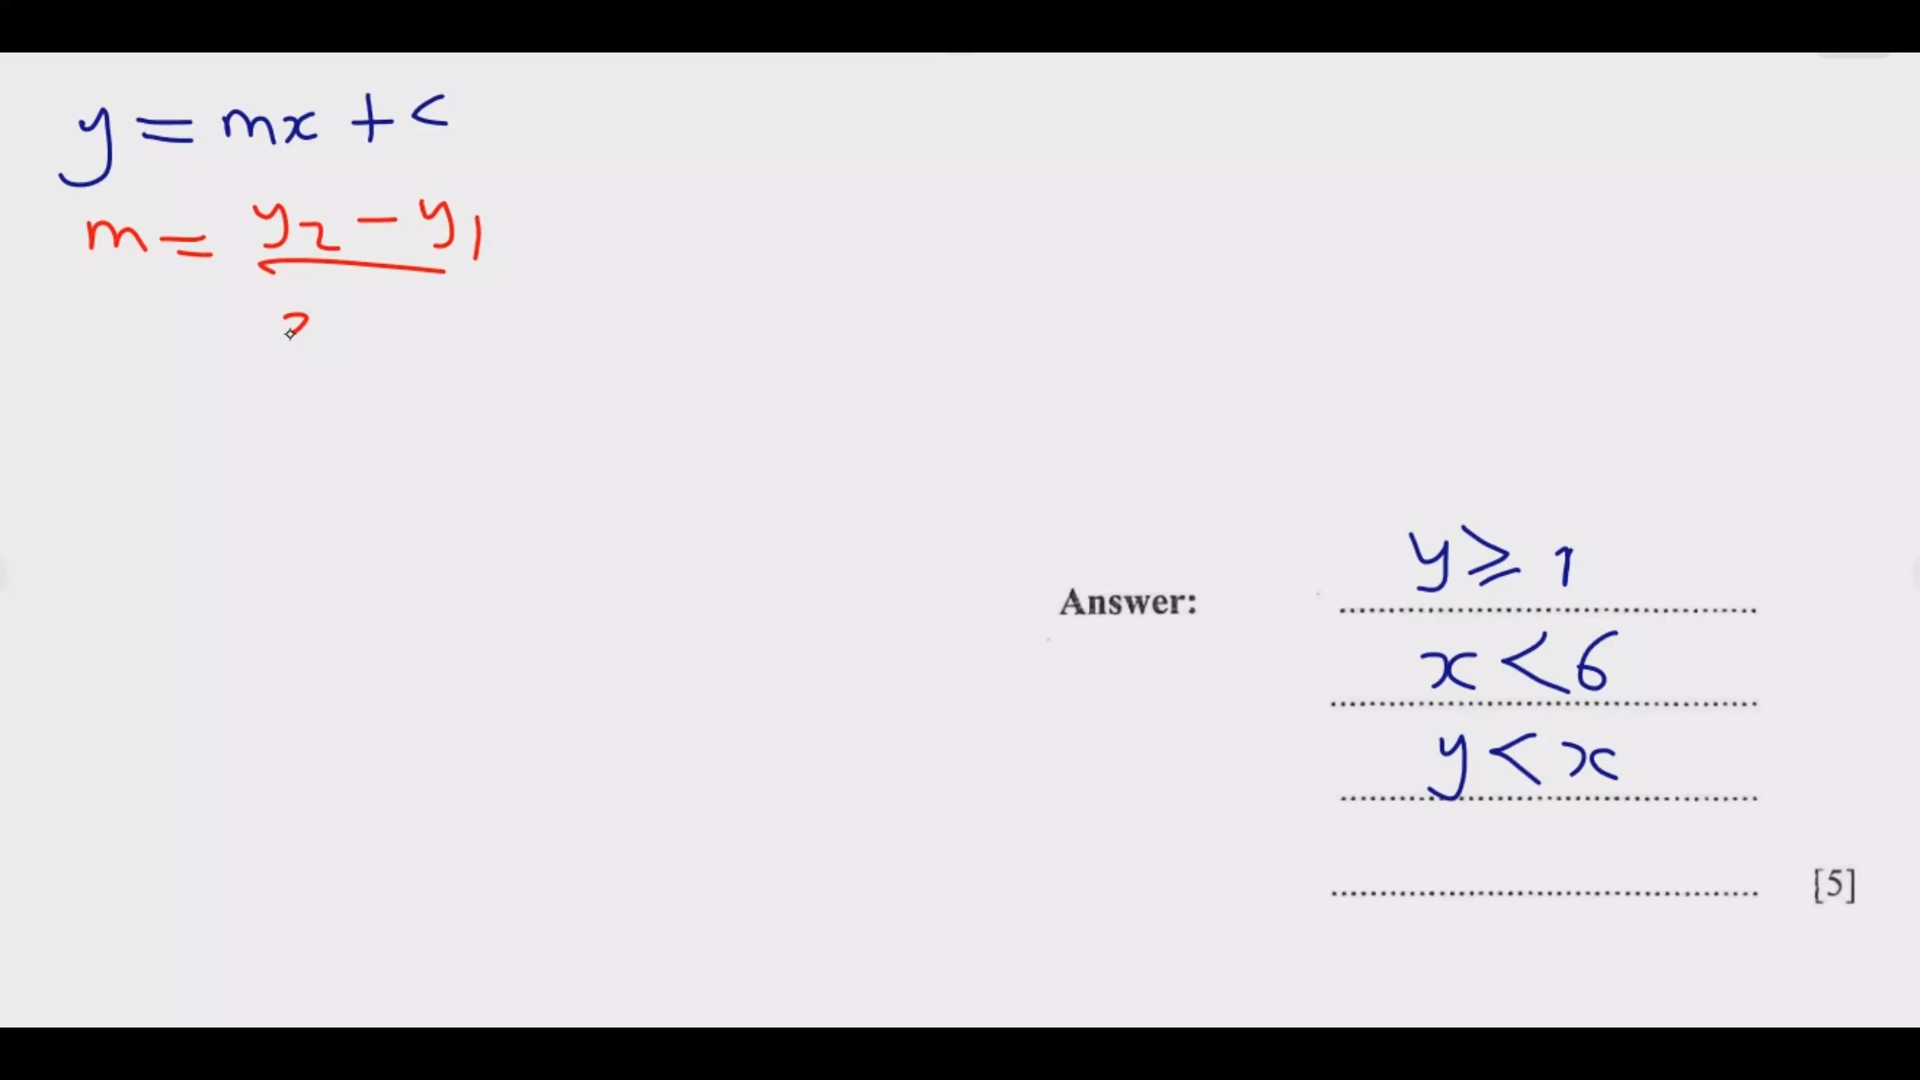 y = mx + c
m = y₂ - y₁
y ⩾ 1
Answer: ........................................
x < 6
........................................
y < x
........................................
........................................ [5]